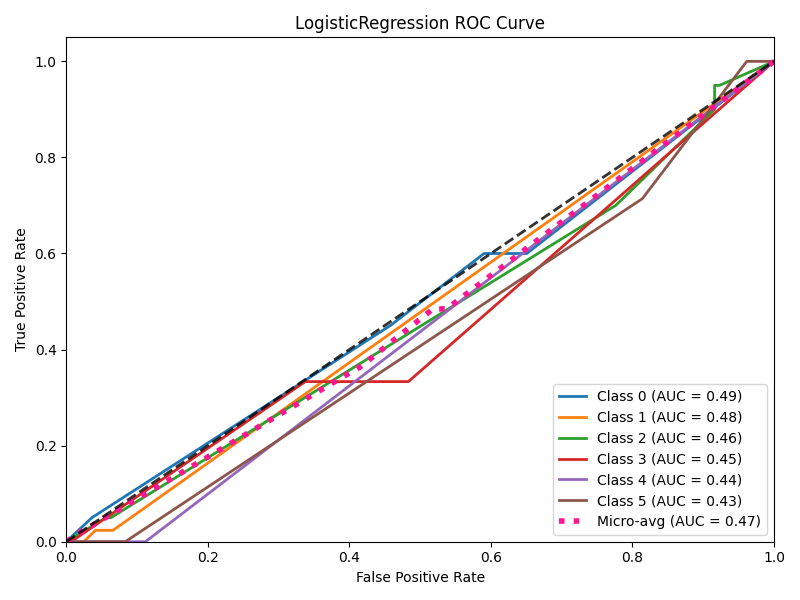 LogisticRegression ROC Curve
True Positive Rate
1.0
0.8
0.6
0.4
0.2
0.0
0.0 0.2 0.4 0.6 0.8 1.0
False Positive Rate
Class 0 (AUC = 0.49)
Class 1 (AUC = 0.48)
Class 2 (AUC = 0.46)
Class 3 (AUC = 0.45)
Class 4 (AUC = 0.44)
Class 5 (AUC = 0.43)
Micro-avg (AUC = 0.47)